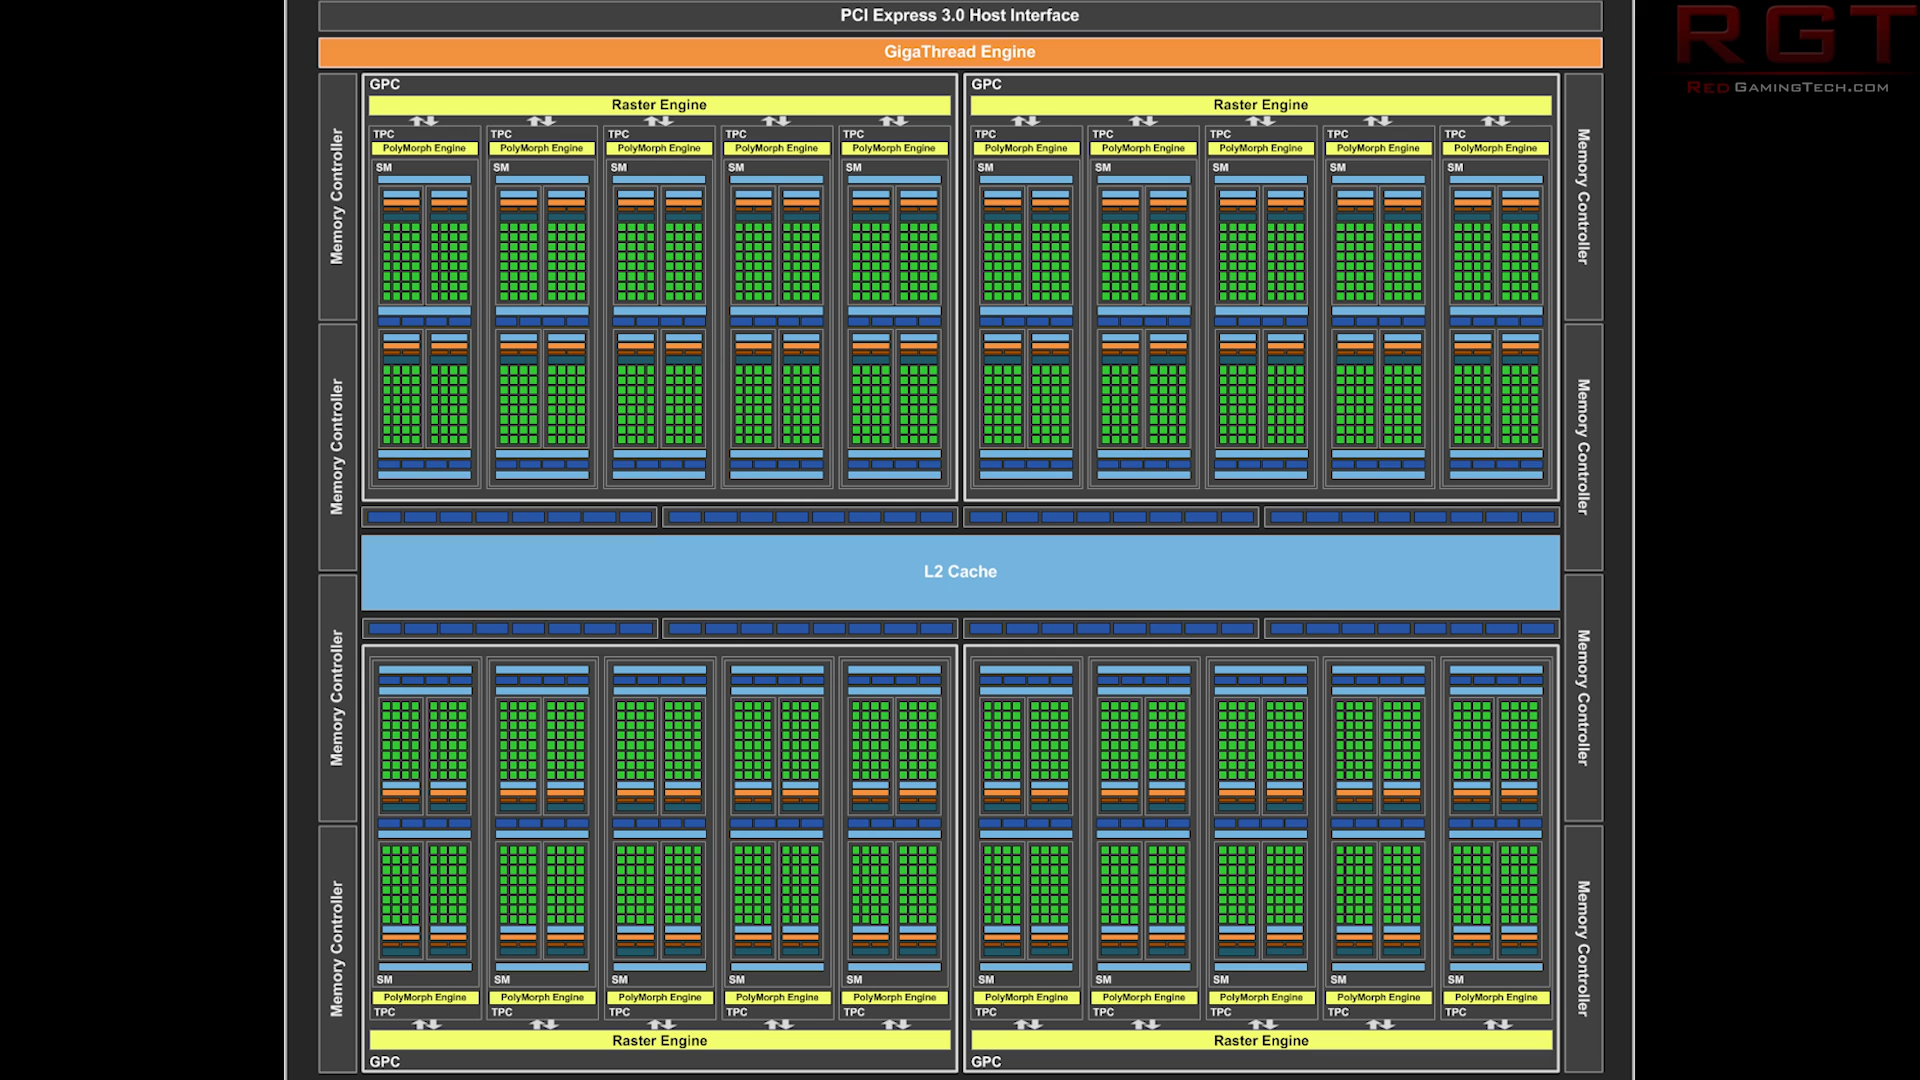 PCI Express 3.0 Host Interface
RGT
RedGamingTech.com
GigaThread Engine
GPC
GPC
Raster Engine
Raster Engine
TPC TPC TPC TPC TPC
TPC TPC TPC TPC TPC
PolyMorph Engine PolyMorph Engine PolyMorph Engine PolyMorph Engine PolyMorph Engine
PolyMorph Engine PolyMorph Engine PolyMorph Engine PolyMorph Engine PolyMorph Engine
SM SM SM SM SM
SM SM SM SM SM
Memory Controller
Memory Controller
Memory Controller
Memory Controller
L2 Cache
Memory Controller
Memory Controller
Memory Controller
Memory Controller
SM SM SM SM SM
SM SM SM SM SM
PolyMorph Engine PolyMorph Engine PolyMorph Engine PolyMorph Engine PolyMorph Engine
PolyMorph Engine PolyMorph Engine PolyMorph Engine PolyMorph Engine PolyMorph Engine
TPC TPC TPC TPC TPC
TPC TPC TPC TPC TPC
Raster Engine
Raster Engine
GPC
GPC